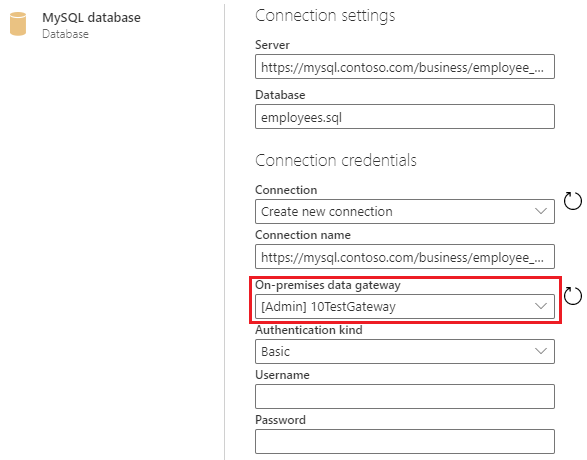 MySQL database
Database
Connection settings
Server
https://mysql.contoso.com/business/employee_...
Database
employees.sql
Connection credentials
Connection
Create new connection
Connection name
https://mysql.contoso.com/business/employee_...
On-premises data gateway
[Admin] 10TestGateway
Authentication kind
Basic
Username
Password